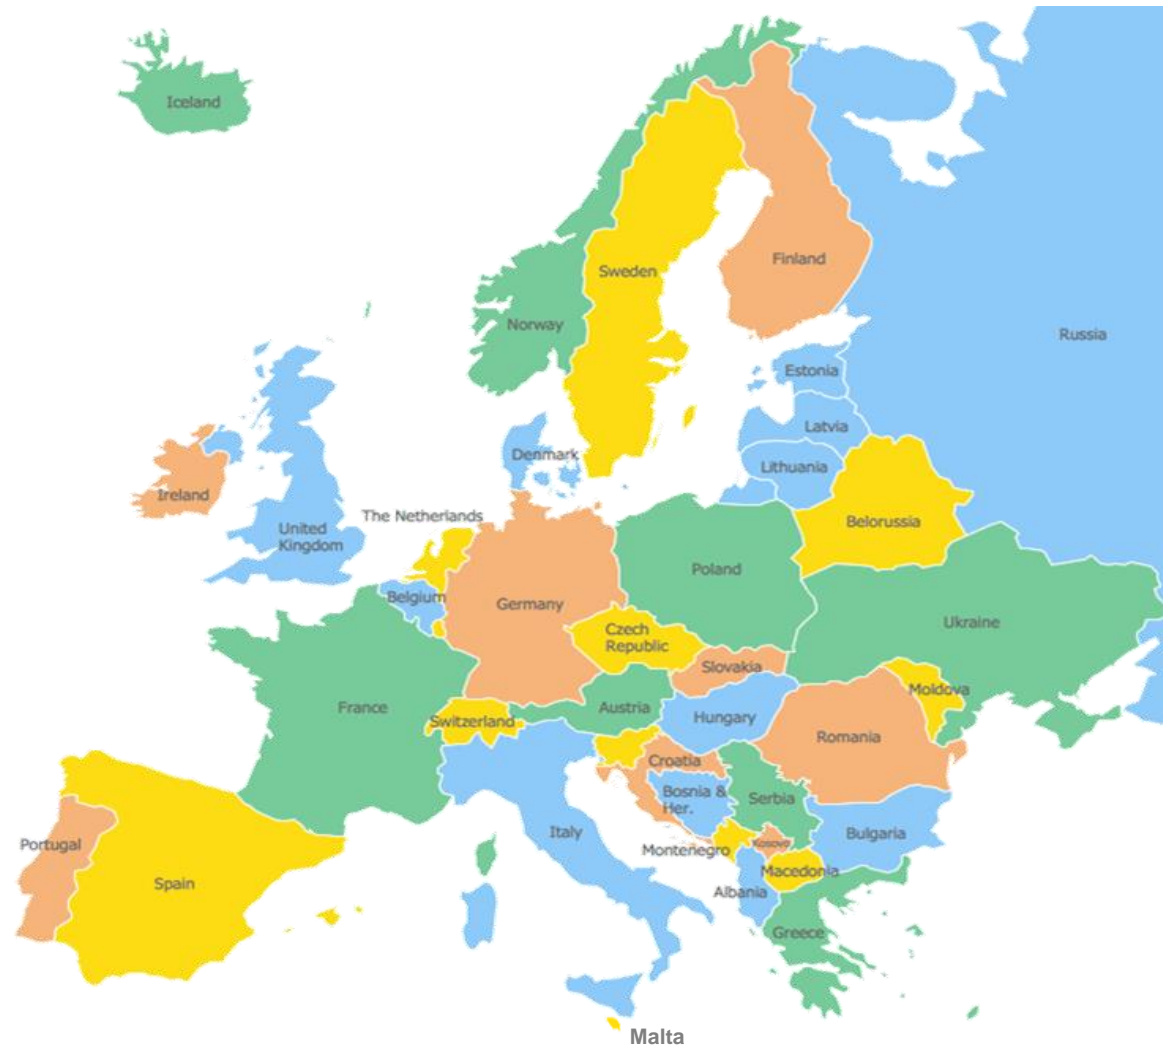 Iceland
Finland
Sweden
Norway
Russia
Estonia
Latvia
Denmark
Lithuania
Ireland
The Netherlands
Belorussia
United
Kingdom
Poland
Belgium
Germany
Ukraine
Czech
Republic
Slovakia
Moldova
France
Austria
Switzerland
Hungary
Romania
Croatia
Bosnia &
Her.
Serbia
Italy
Bulgaria
Portugal
Kosovo
Montenegro
Macedonia
Spain
Albania
Greece
Malta